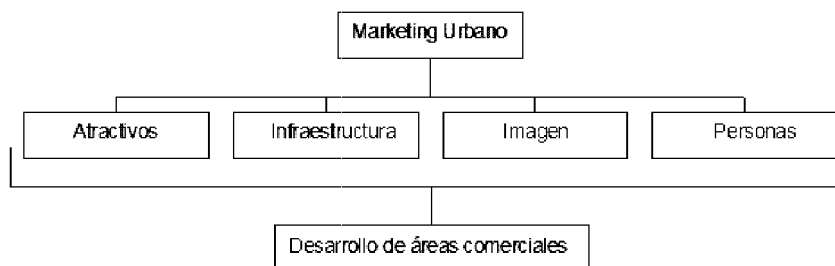 Marketing Urbano
Atractivos
Infraestructura
Imagen
Personas
Desarrollo de áreas comerciales